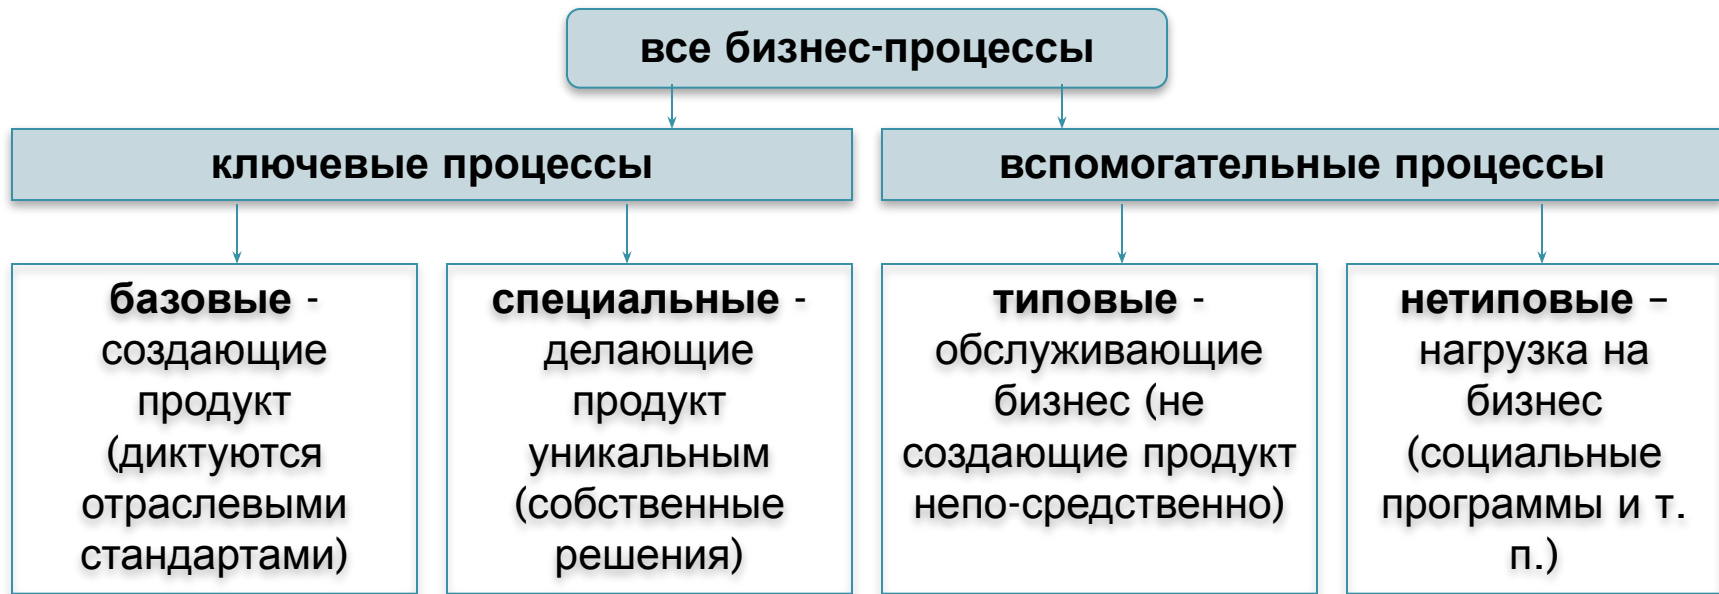 все бизнес-процессы
ключевые процессы
вспомогательные процессы
базовые -
создающие
продукт
(диктуются
отраслевыми
стандартами)
специальные -
делающие
продукт
уникальным
(собственные
решения)
типовые -
обслуживающие
бизнес (не
создающие продукт
непо-средственно)
нетиповые –
нагрузка на
бизнес
(социальные
программы и т.
п.)